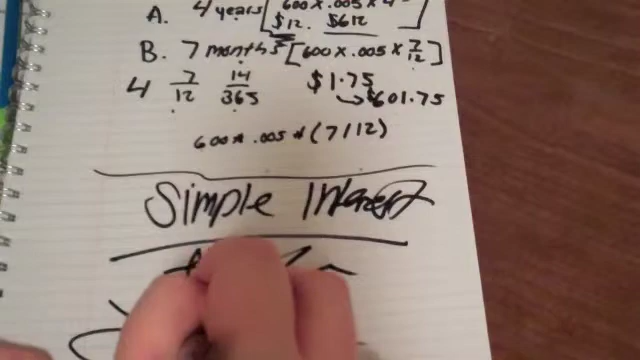 A. 4 years [600 x .005 x 4
$12. $612 ]
B. 7 months [600 x .005 x 7/12]
4 7/12 14/365 $1.75
→ $601.75
600 x .005 * (7/12)
Simple Interest